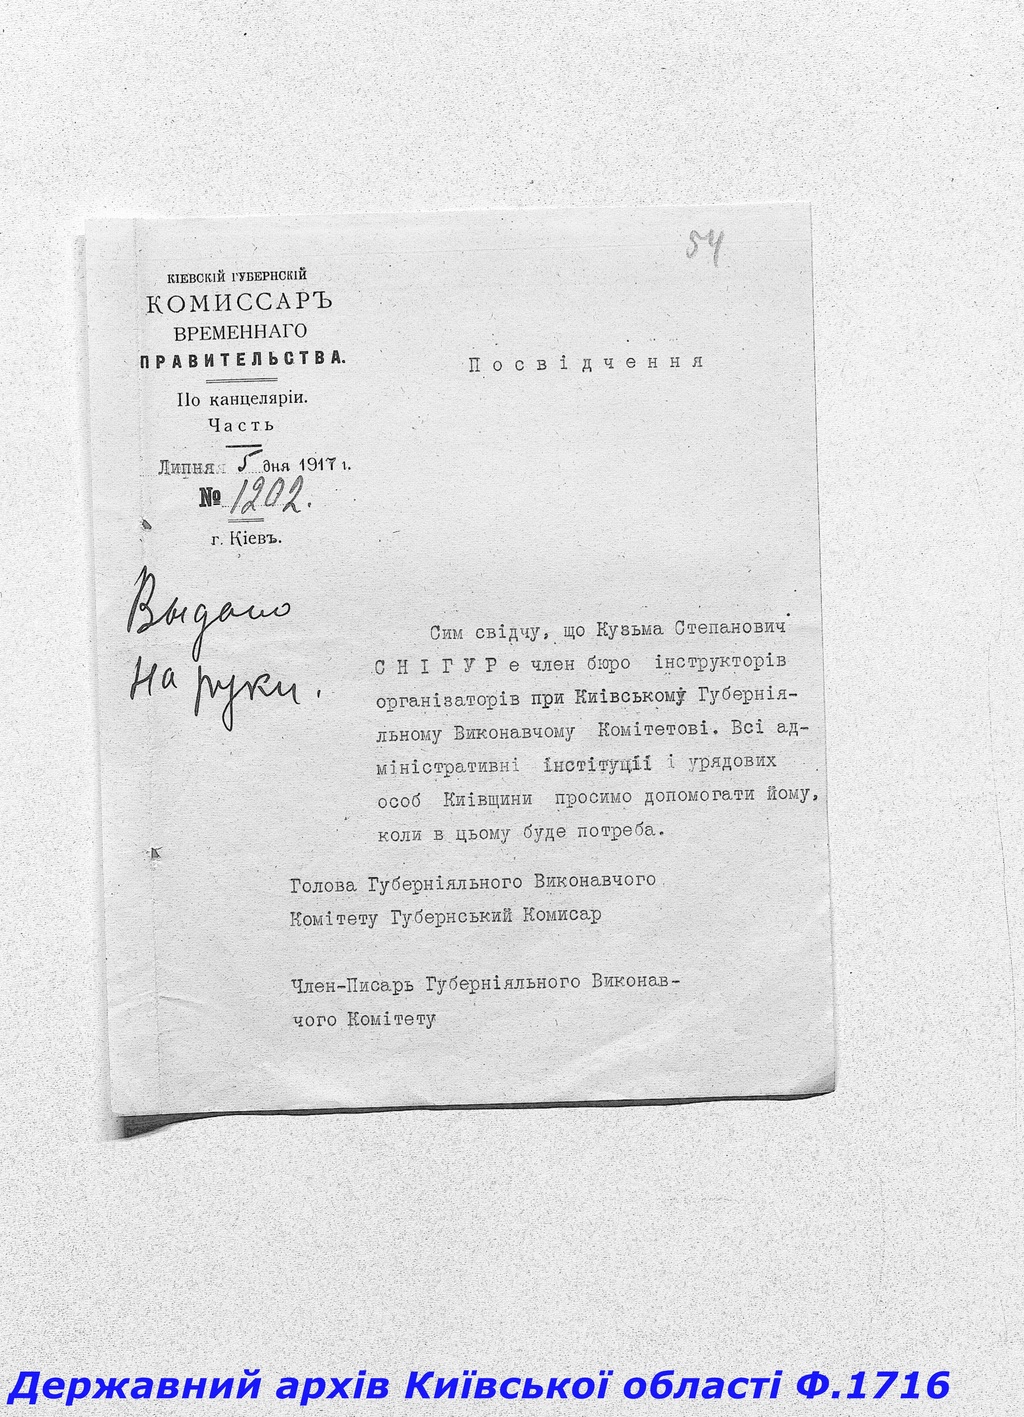 54
КІЕВСКІЙ ГУБЕРНСКІЙ
КОМИССАРЪ
ВРЕМЕННАГО
ПРАВИТЕЛЬСТВА.
По канцеляріи.
Часть
Липня 5 дня 1917 г.
№ 1202.
г. Кіевъ.
Выдано
на руки.
Посвідчення
Сим свідчу, що Кузьма Степанович
СНІГУР е член бюро інструкторів
організаторів при Киівському Губернія-
льному Виконавчому Комітетові. Всі ад-
міністративні інстітуціі і урядових
особ Киівщини просимо допомогати йому,
коли в цьому буде потреба.
Голова Губерніяльного Виконавчого
Комітету Губернський Комисар
Член-Писарь Губерніяльного Виконав-
чого Комітету
Державний архів Київської області Ф.1716